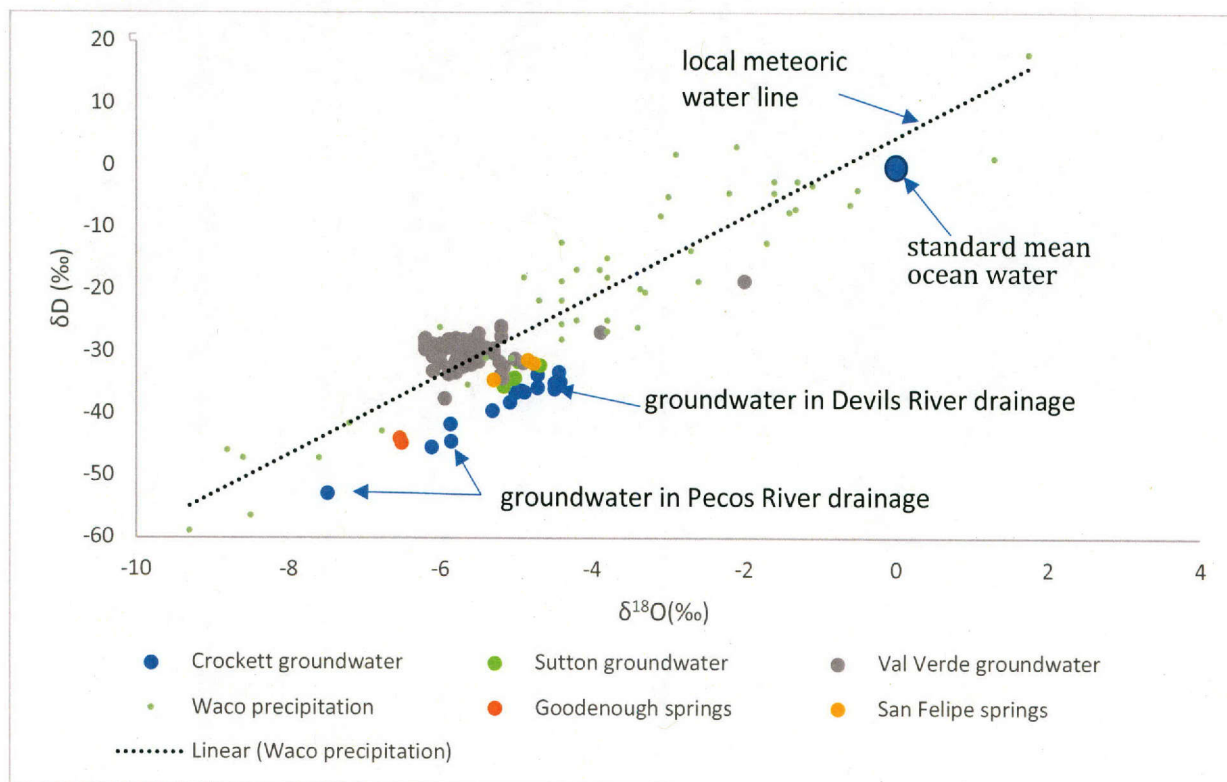 20
10
0
-10
-20
-30
-40
-50
-60
δD (‰)
local meteoric
water line
standard mean
ocean water
groundwater in Devils River drainage
groundwater in Pecos River drainage
-10 -8 -6 -4 -2 0 2 4
δ¹⁸O(‰)
Crockett groundwater Sutton groundwater Val Verde groundwater
Waco precipitation Goodenough springs San Felipe springs
Linear (Waco precipitation)